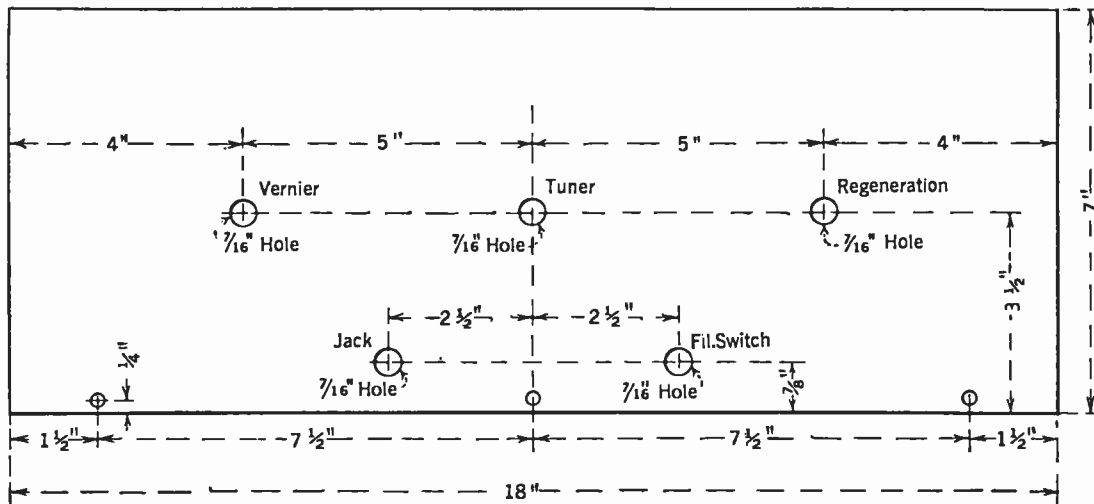 4" 5" 5" 4"
Vernier Tuner Regeneration
7/16" Hole 7/16" Hole 7/16" Hole
7"
3 1/2"
2 1/2" 2 1/2"
Jack Fil.Switch
1/4"
7/16" Hole 7/16" Hole 7/8"
1 1/2" 7 1/2" 7 1/2" 1 1/2"
18"